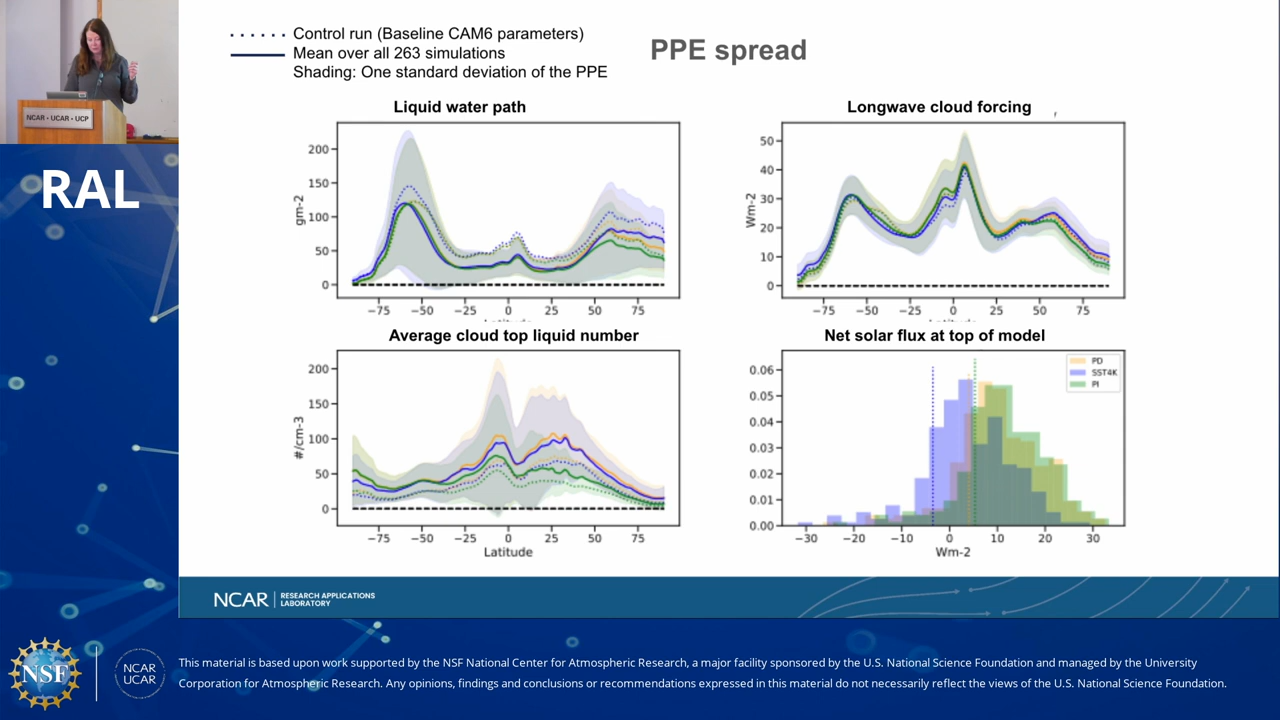 Control run (Baseline CAM6 parameters)
Mean over all 263 simulations
Shading: One standard deviation of the PPE
PPE spread
NCAR • UCAR • UCP
RAL
Liquid water path
gm-2
200
150
100
50
0
−75 −50 −25 0 25 50 75
Longwave cloud forcing
Wm-2
50
40
30
20
10
0
−75 −50 −25 0 25 50 75
Average cloud top liquid number
#/cm-3
200
150
100
50
0
−75 −50 −25 0 25 50 75
Latitude
Net solar flux at top of model
0.06
0.05
0.04
0.03
0.02
0.01
0.00
PD
SST4K
PI
−30 −20 −10 0 10 20 30
Wm-2
NCAR
RESEARCH APPLICATIONS
LABORATORY
NSF
NCAR
UCAR
This material is based upon work supported by the NSF National Center for Atmospheric Research, a major facility sponsored by the U.S. National Science Foundation and managed by the University
Corporation for Atmospheric Research. Any opinions, findings and conclusions or recommendations expressed in this material do not necessarily reflect the views of the U.S. National Science Foundation.